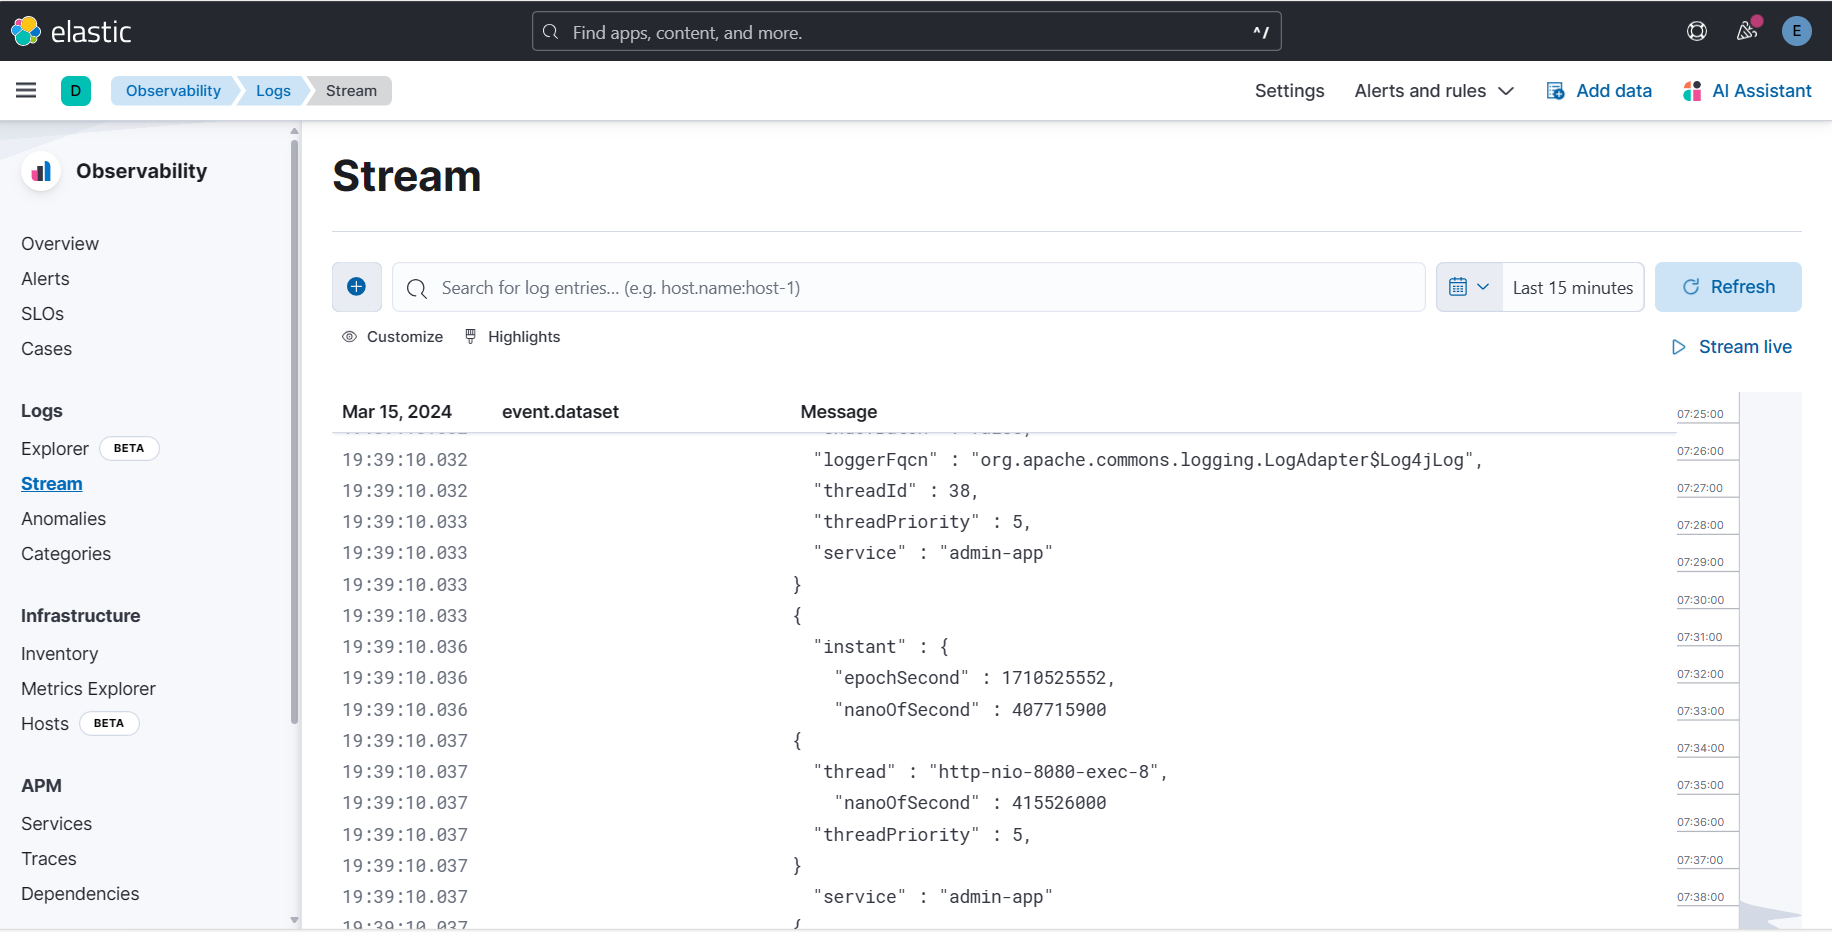 elastic
Find apps, content, and more.
^/
E
D
Observability
Logs
Stream
Settings
Alerts and rules
Add data
AI Assistant
Observability
Overview
Alerts
SLOs
Cases
Logs
Explorer BETA
Stream
Anomalies
Categories
Infrastructure
Inventory
Metrics Explorer
Hosts BETA
APM
Services
Traces
Dependencies
Stream
Search for log entries... (e.g. host.name:host-1)
Last 15 minutes
Refresh
Customize
Highlights
Stream live
Mar 15, 2024 event.dataset Message
19:39:10.032 "loggerFqcn" : "org.apache.commons.logging.LogAdapter$Log4jLog",
19:39:10.032 "threadId" : 38,
19:39:10.033 "threadPriority" : 5,
19:39:10.033 "service" : "admin-app"
19:39:10.033 }
19:39:10.033 {
19:39:10.036 "instant" : {
19:39:10.036 "epochSecond" : 1710525552,
19:39:10.036 "nanoOfSecond" : 407715900
19:39:10.037 {
19:39:10.037 "thread" : "http-nio-8080-exec-8",
19:39:10.037 "nanoOfSecond" : 415526000
19:39:10.037 "threadPriority" : 5,
19:39:10.037 }
19:39:10.037 "service" : "admin-app"
19:39:10.037 {
07:25:00
07:26:00
07:27:00
07:28:00
07:29:00
07:30:00
07:31:00
07:32:00
07:33:00
07:34:00
07:35:00
07:36:00
07:37:00
07:38:00